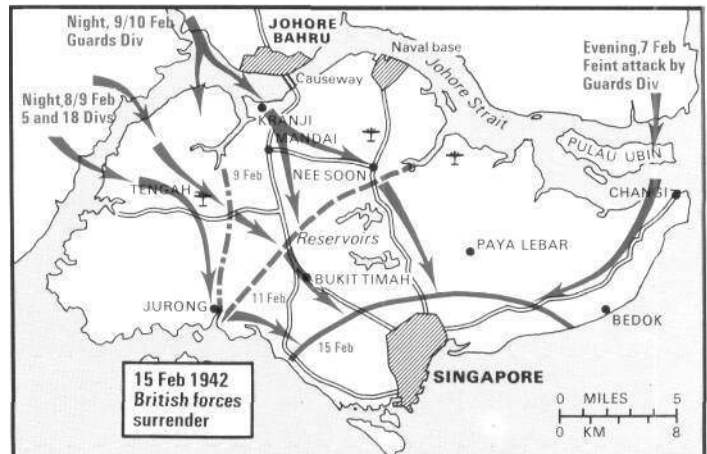 Night, 9/10 Feb
Guards Div
JOHORE
BAHRU
Naval base
Evening,7 Feb
Feint attack by
Guards Div
Causeway
Johore Strait
Night,8/9 Feb
5 and 18 Divs
KRANJI
MANDAI
PULAU UBIN
9 Feb
NEE SOON
TENGAH
CHANGI
Reservoirs
PAYA LEBAR
BUKIT TIMAH
11 Feb
JURONG
BEDOK
15 Feb
15 Feb 1942
British forces
surrender
SINGAPORE
0 MILES 5
0 KM 8